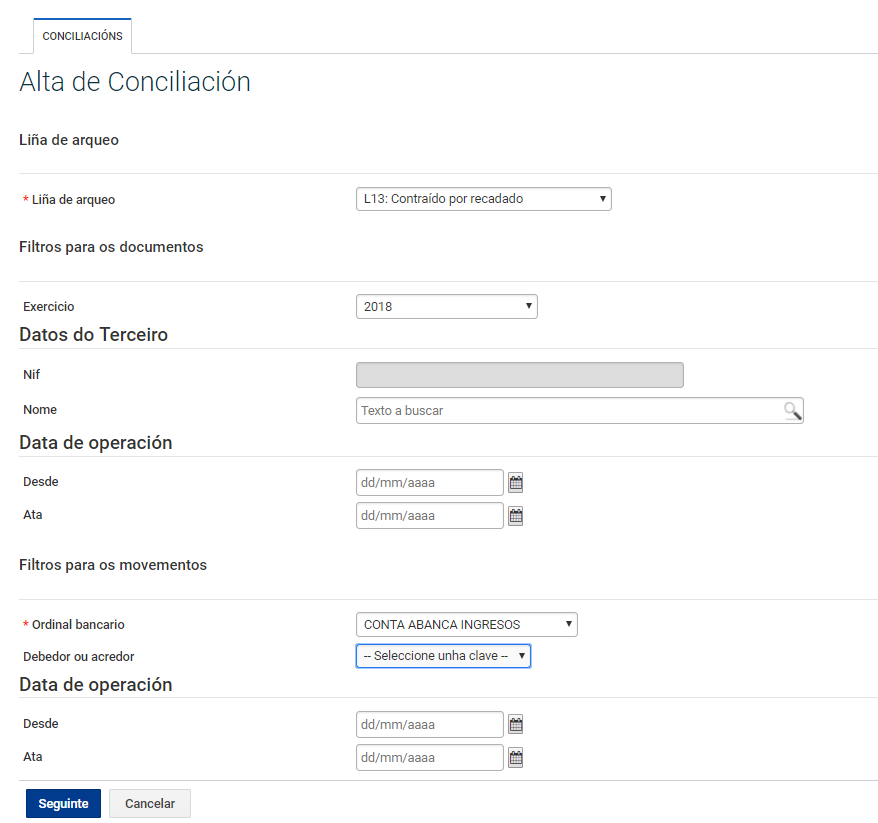 CONCILIACIÓNS
Alta de Conciliación
Liña de arqueo
* Liña de arqueo L13: Contraído por recadado
Filtros para os documentos
Exercicio 2018
Datos do Terceiro
Nif
Nome Texto a buscar
Data de operación
Desde dd/mm/aaaa
Ata dd/mm/aaaa
Filtros para os movementos
* Ordinal bancario CONTA ABANCA INGRESOS
Debedor ou acredor -- Seleccione unha clave --
Data de operación
Desde dd/mm/aaaa
Ata dd/mm/aaaa
Seguinte Cancelar